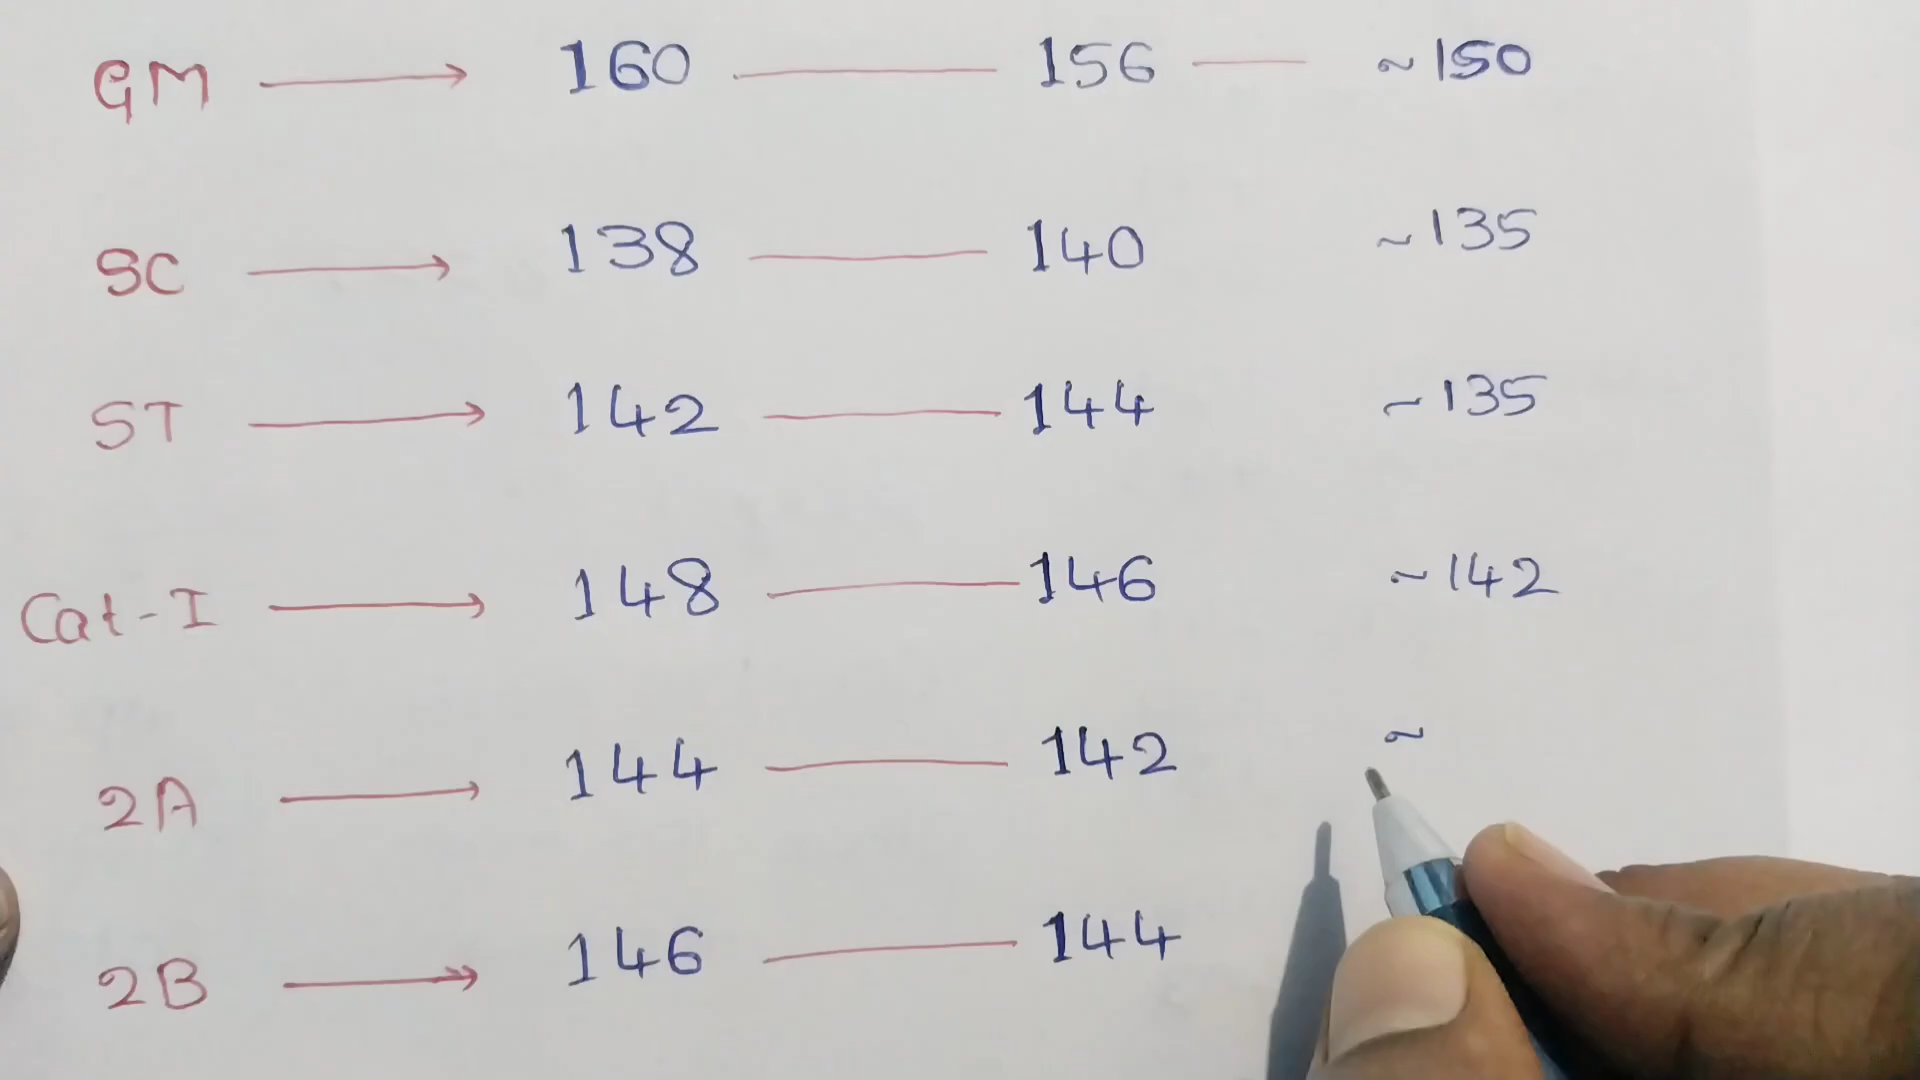 GM → 160 — 156 — ~150
SC → 138 — 140 ~135
ST → 142 — 144 ~135
Cat-I → 148 — 146 ~142
2A → 144 — 142 ~
2B → 146 — 144